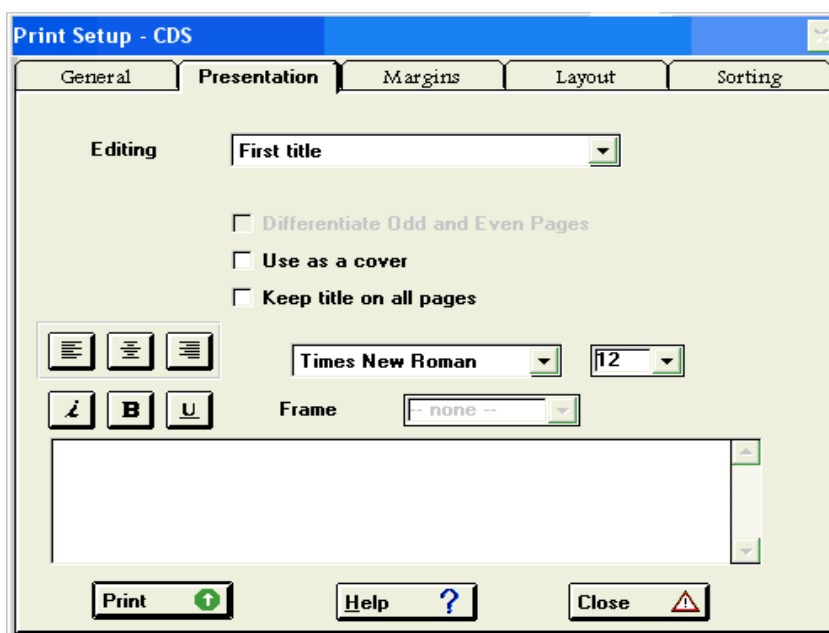 Print Setup - CDS
General Presentation Margins Layout Sorting
Editing First title
Differentiate Odd and Even Pages
Use as a cover
Keep title on all pages
Times New Roman 12
i B U Frame -- none --
Print Help ? Close